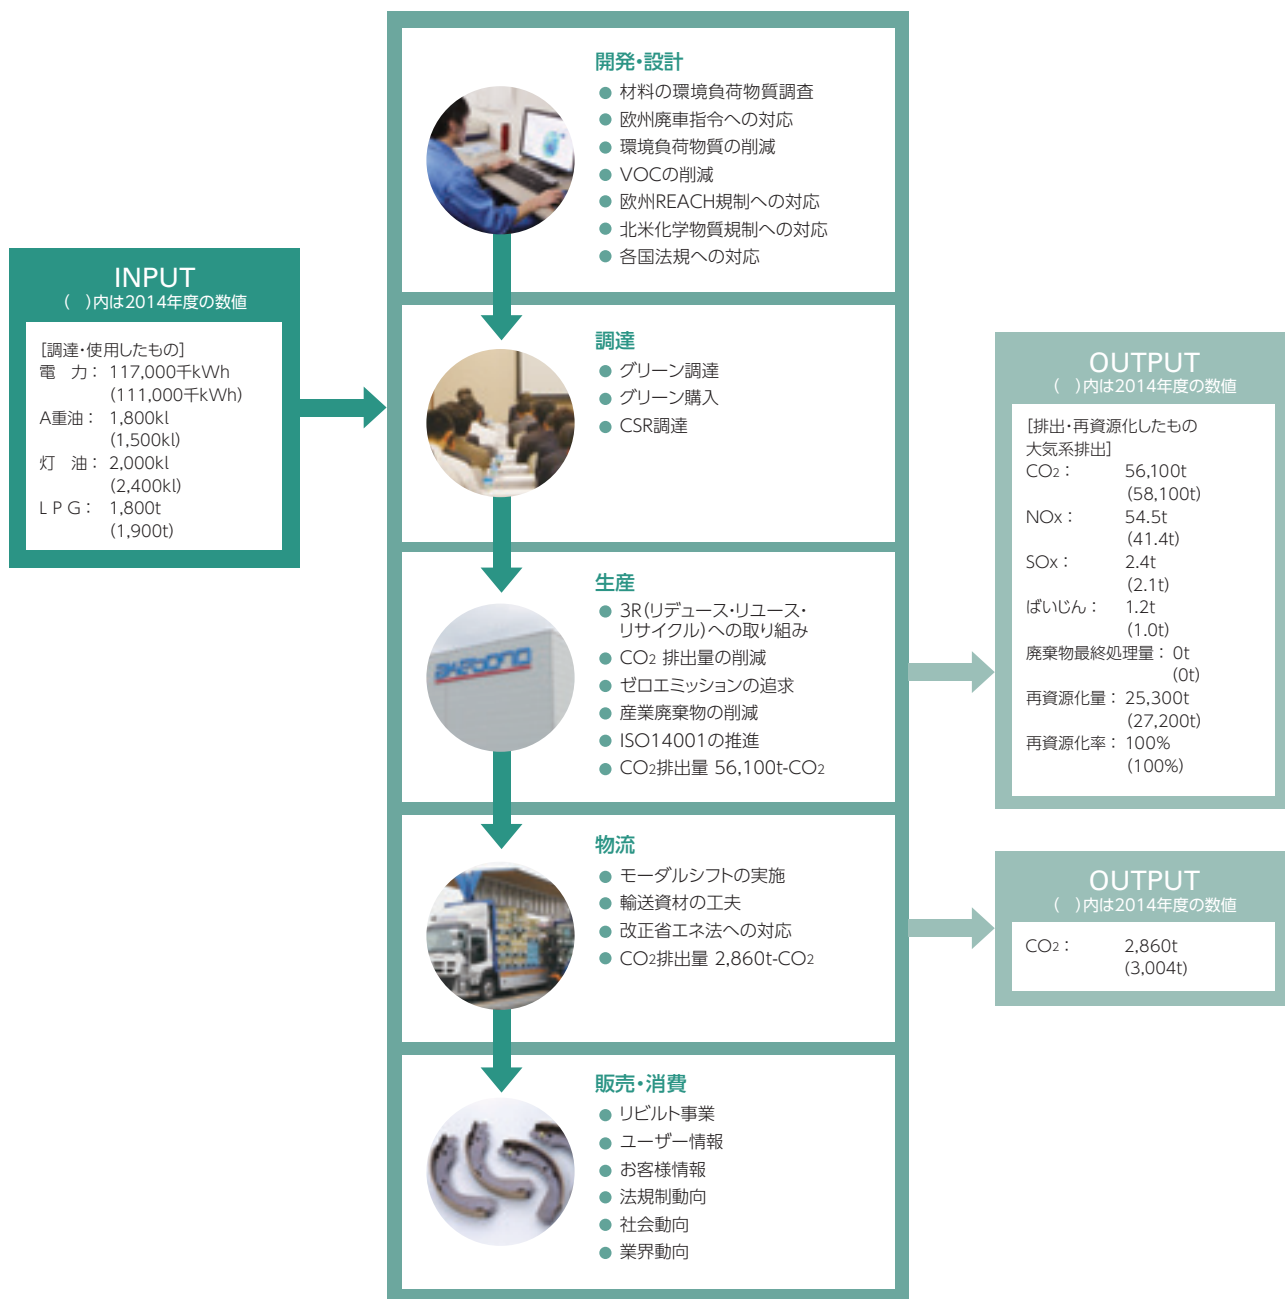 INPUT
(　)内は2014年度の数値
[調達・使用したもの]
電　力： 117,000千kWh
(111,000千kWh)
A重油： 1,800kl
(1,500kl)
灯　油： 2,000kl
(2,400kl)
L P G： 1,800t
(1,900t)
開発・設計
● 材料の環境負荷物質調査
● 欧州廃車指令への対応
● 環境負荷物質の削減
● VOCの削減
● 欧州REACH規制への対応
● 北米化学物質規制への対応
● 各国法規への対応
調達
● グリーン調達
● グリーン購入
● CSR調達
生産
● 3R(リデュース・リユース・
リサイクル)への取り組み
● CO2 排出量の削減
● ゼロエミッションの追求
● 産業廃棄物の削減
● ISO14001の推進
● CO2排出量 56,100t-CO2
akebono
物流
● モーダルシフトの実施
● 輸送資材の工夫
● 改正省エネ法への対応
● CO2排出量 2,860t-CO2
販売・消費
● リビルト事業
● ユーザー情報
● お客様情報
● 法規制動向
● 社会動向
● 業界動向
OUTPUT
(　)内は2014年度の数値
[排出・再資源化したもの
大気系排出]
CO2： 56,100t
(58,100t)
NOx： 54.5t
(41.4t)
SOx： 2.4t
(2.1t)
ばいじん： 1.2t
(1.0t)
廃棄物最終処理量： 0t
(0t)
再資源化量： 25,300t
(27,200t)
再資源化率： 100%
(100%)
OUTPUT
(　)内は2014年度の数値
CO2： 2,860t
(3,004t)